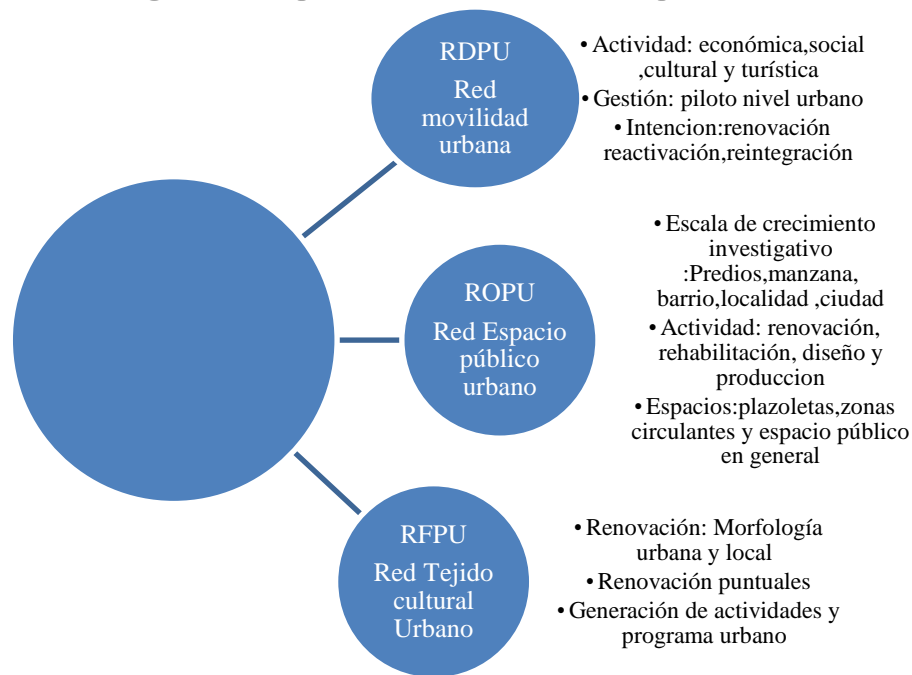 RDPU
Red
movilidad
urbana
• Actividad: económica,social
,cultural y turística
• Gestión: piloto nivel urbano
• Intencion:renovación
reactivación,reintegración
ROPU
Red Espacio
público
urbano
• Escala de crecimiento
investigativo
:Predios,manzana,
barrio,localidad ,ciudad
• Actividad: renovación,
rehabilitación, diseño y
produccion
• Espacios:plazoletas,zonas
circulantes y espacio público
en general
RFPU
Red Tejido
cultural
Urbano
• Renovación: Morfología
urbana y local
• Renovación puntuales
• Generación de actividades y
programa urbano